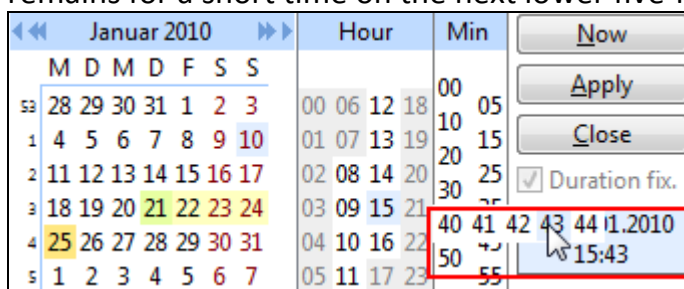 remains for a short time on the next lower five
Januar 2010 Hour Min Now
M D M D F S S
00 Apply
53 28 29 30 31 1 2 3 00 06 12 18 05
1 4 5 6 7 8 9 10 01 07 13 19 10 15 Close
2 11 12 13 14 15 16 17 02 08 14 20 20 25 Duration fix.
30
3 18 19 20 21 22 23 24 03 09 15 21 35
40 41 42 43 44 1.2010
4 25 26 27 28 29 30 31 04 10 16 22 45
50 15:43
5 1 2 3 4 5 6 7 05 11 17 23 55